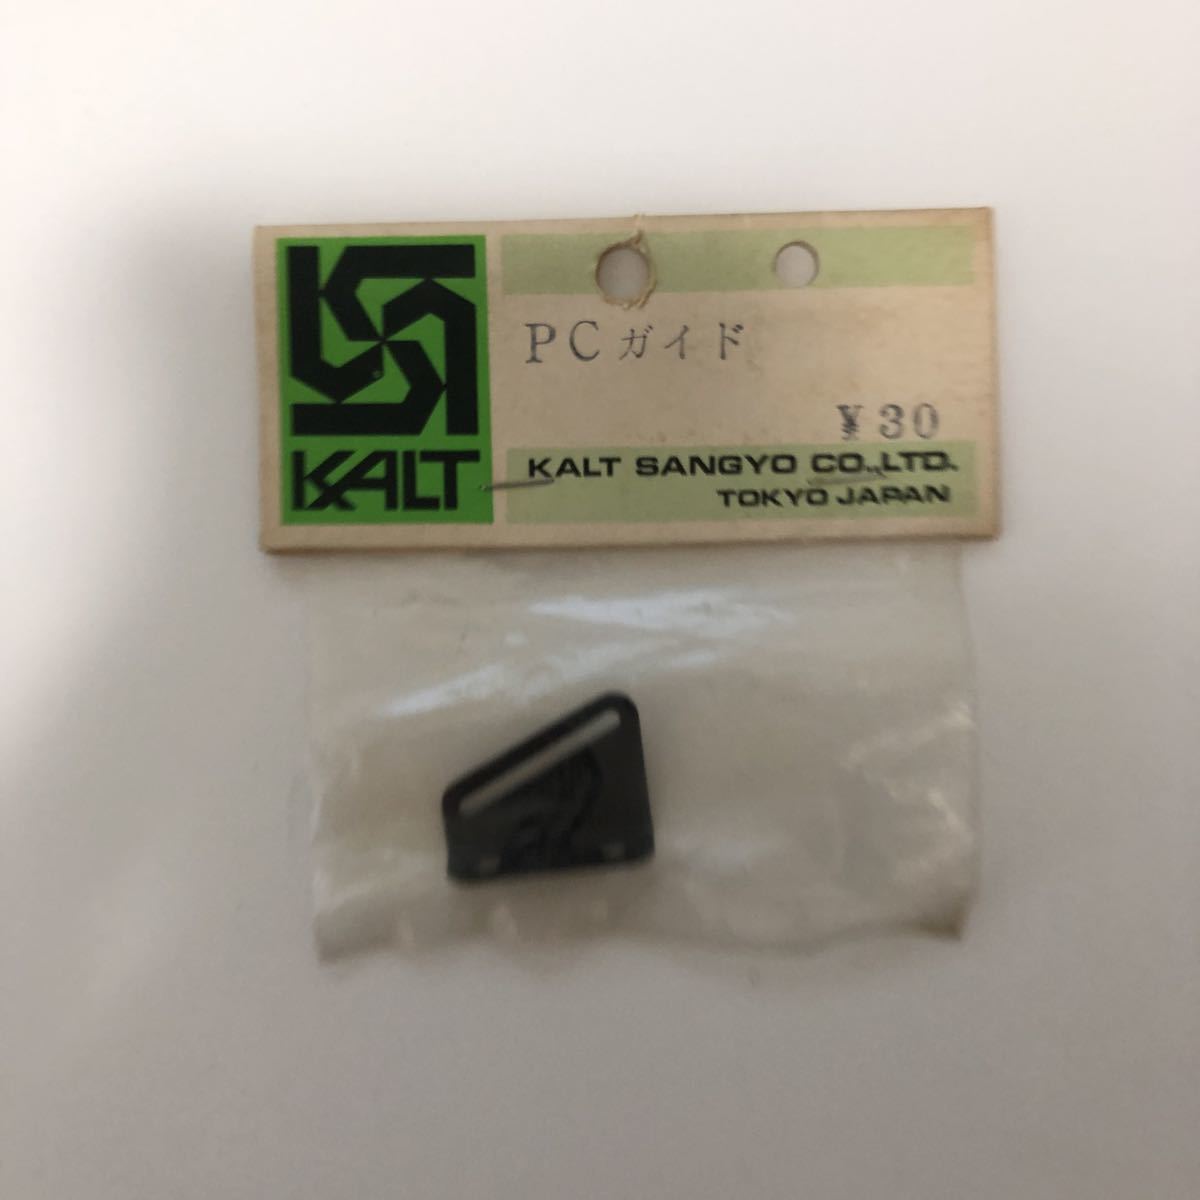 KALT
PCガイド
¥30
KALT SANGYO CO.,LTD.
TOKYO JAPAN